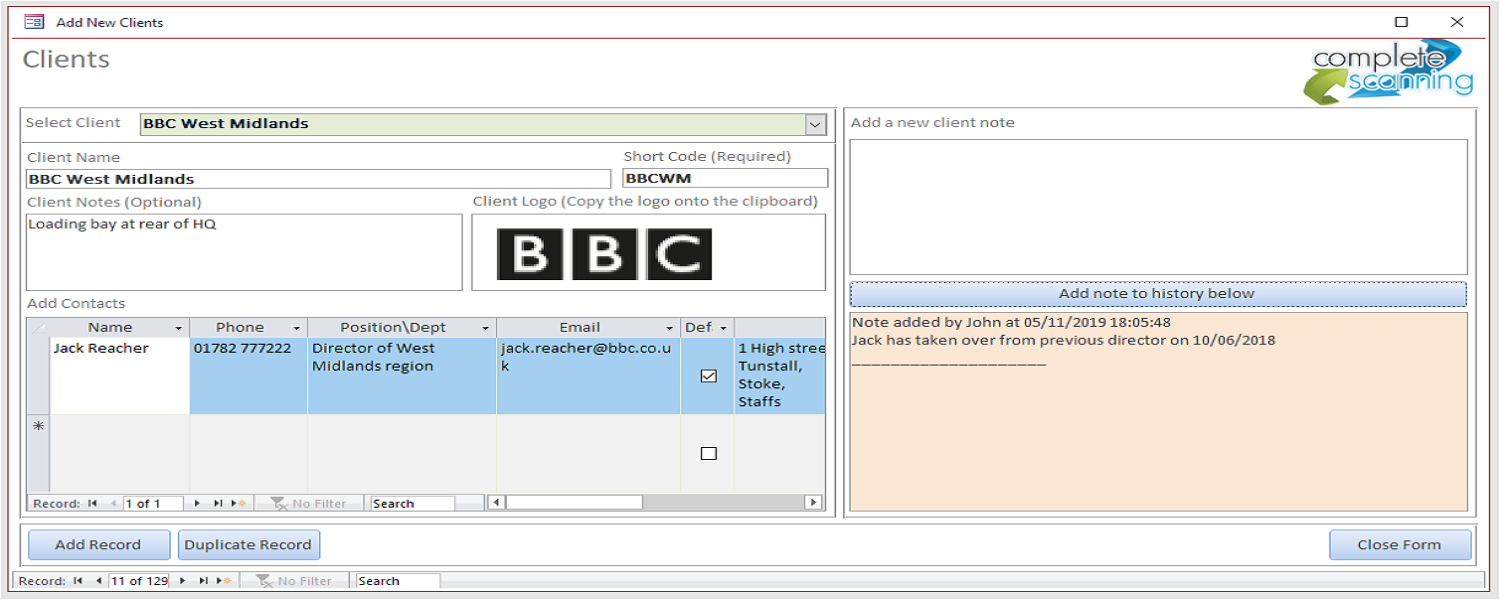 Add New Clients
Clients
complete
scanning
Select Client
BBC West Midlands
Client Name
Short Code (Required)
BBC West Midlands
BBCWM
Client Notes (Optional)
Client Logo (Copy the logo onto the clipboard)
Loading bay at rear of HQ
BBC
Add Contacts
Name Phone Position\Dept Email Def
Jack Reacher
01782 777222
Director of West
Midlands region
jack.reacher@bbc.co.u
k
1 High stree
Tunstall,
Stoke,
Staffs
Record: 1 of 1 No Filter Search
Add a new client note
Add note to history below
Note added by John at 05/11/2019 18:05:48
Jack has taken over from previous director on 10/06/2018
____________________
Add Record
Duplicate Record
Close Form
Record: 11 of 129 No Filter Search